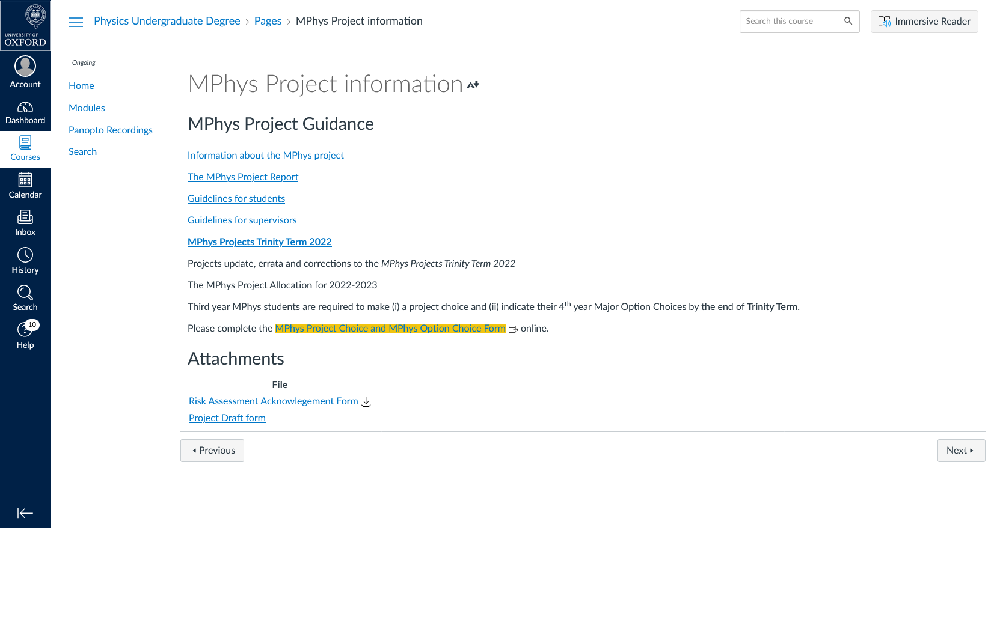 UNIVERSITY OF
OXFORD
Account
Dashboard
Courses
Calendar
Inbox
History
Search
10
Help
Physics Undergraduate Degree › Pages › MPhys Project information
Search this course
Immersive Reader
Ongoing
Home
Modules
Panopto Recordings
Search
MPhys Project information
MPhys Project Guidance
Information about the MPhys project
The MPhys Project Report
Guidelines for students
Guidelines for supervisors
MPhys Projects Trinity Term 2022
Projects update, errata and corrections to the MPhys Projects Trinity Term 2022
The MPhys Project Allocation for 2022-2023
Third year MPhys students are required to make (i) a project choice and (ii) indicate their 4th year Major Option Choices by the end of Trinity Term.
Please complete the MPhys Project Choice and MPhys Option Choice Form online.
Attachments
File
Risk Assessment Acknowlegement Form
Project Draft form
Previous
Next